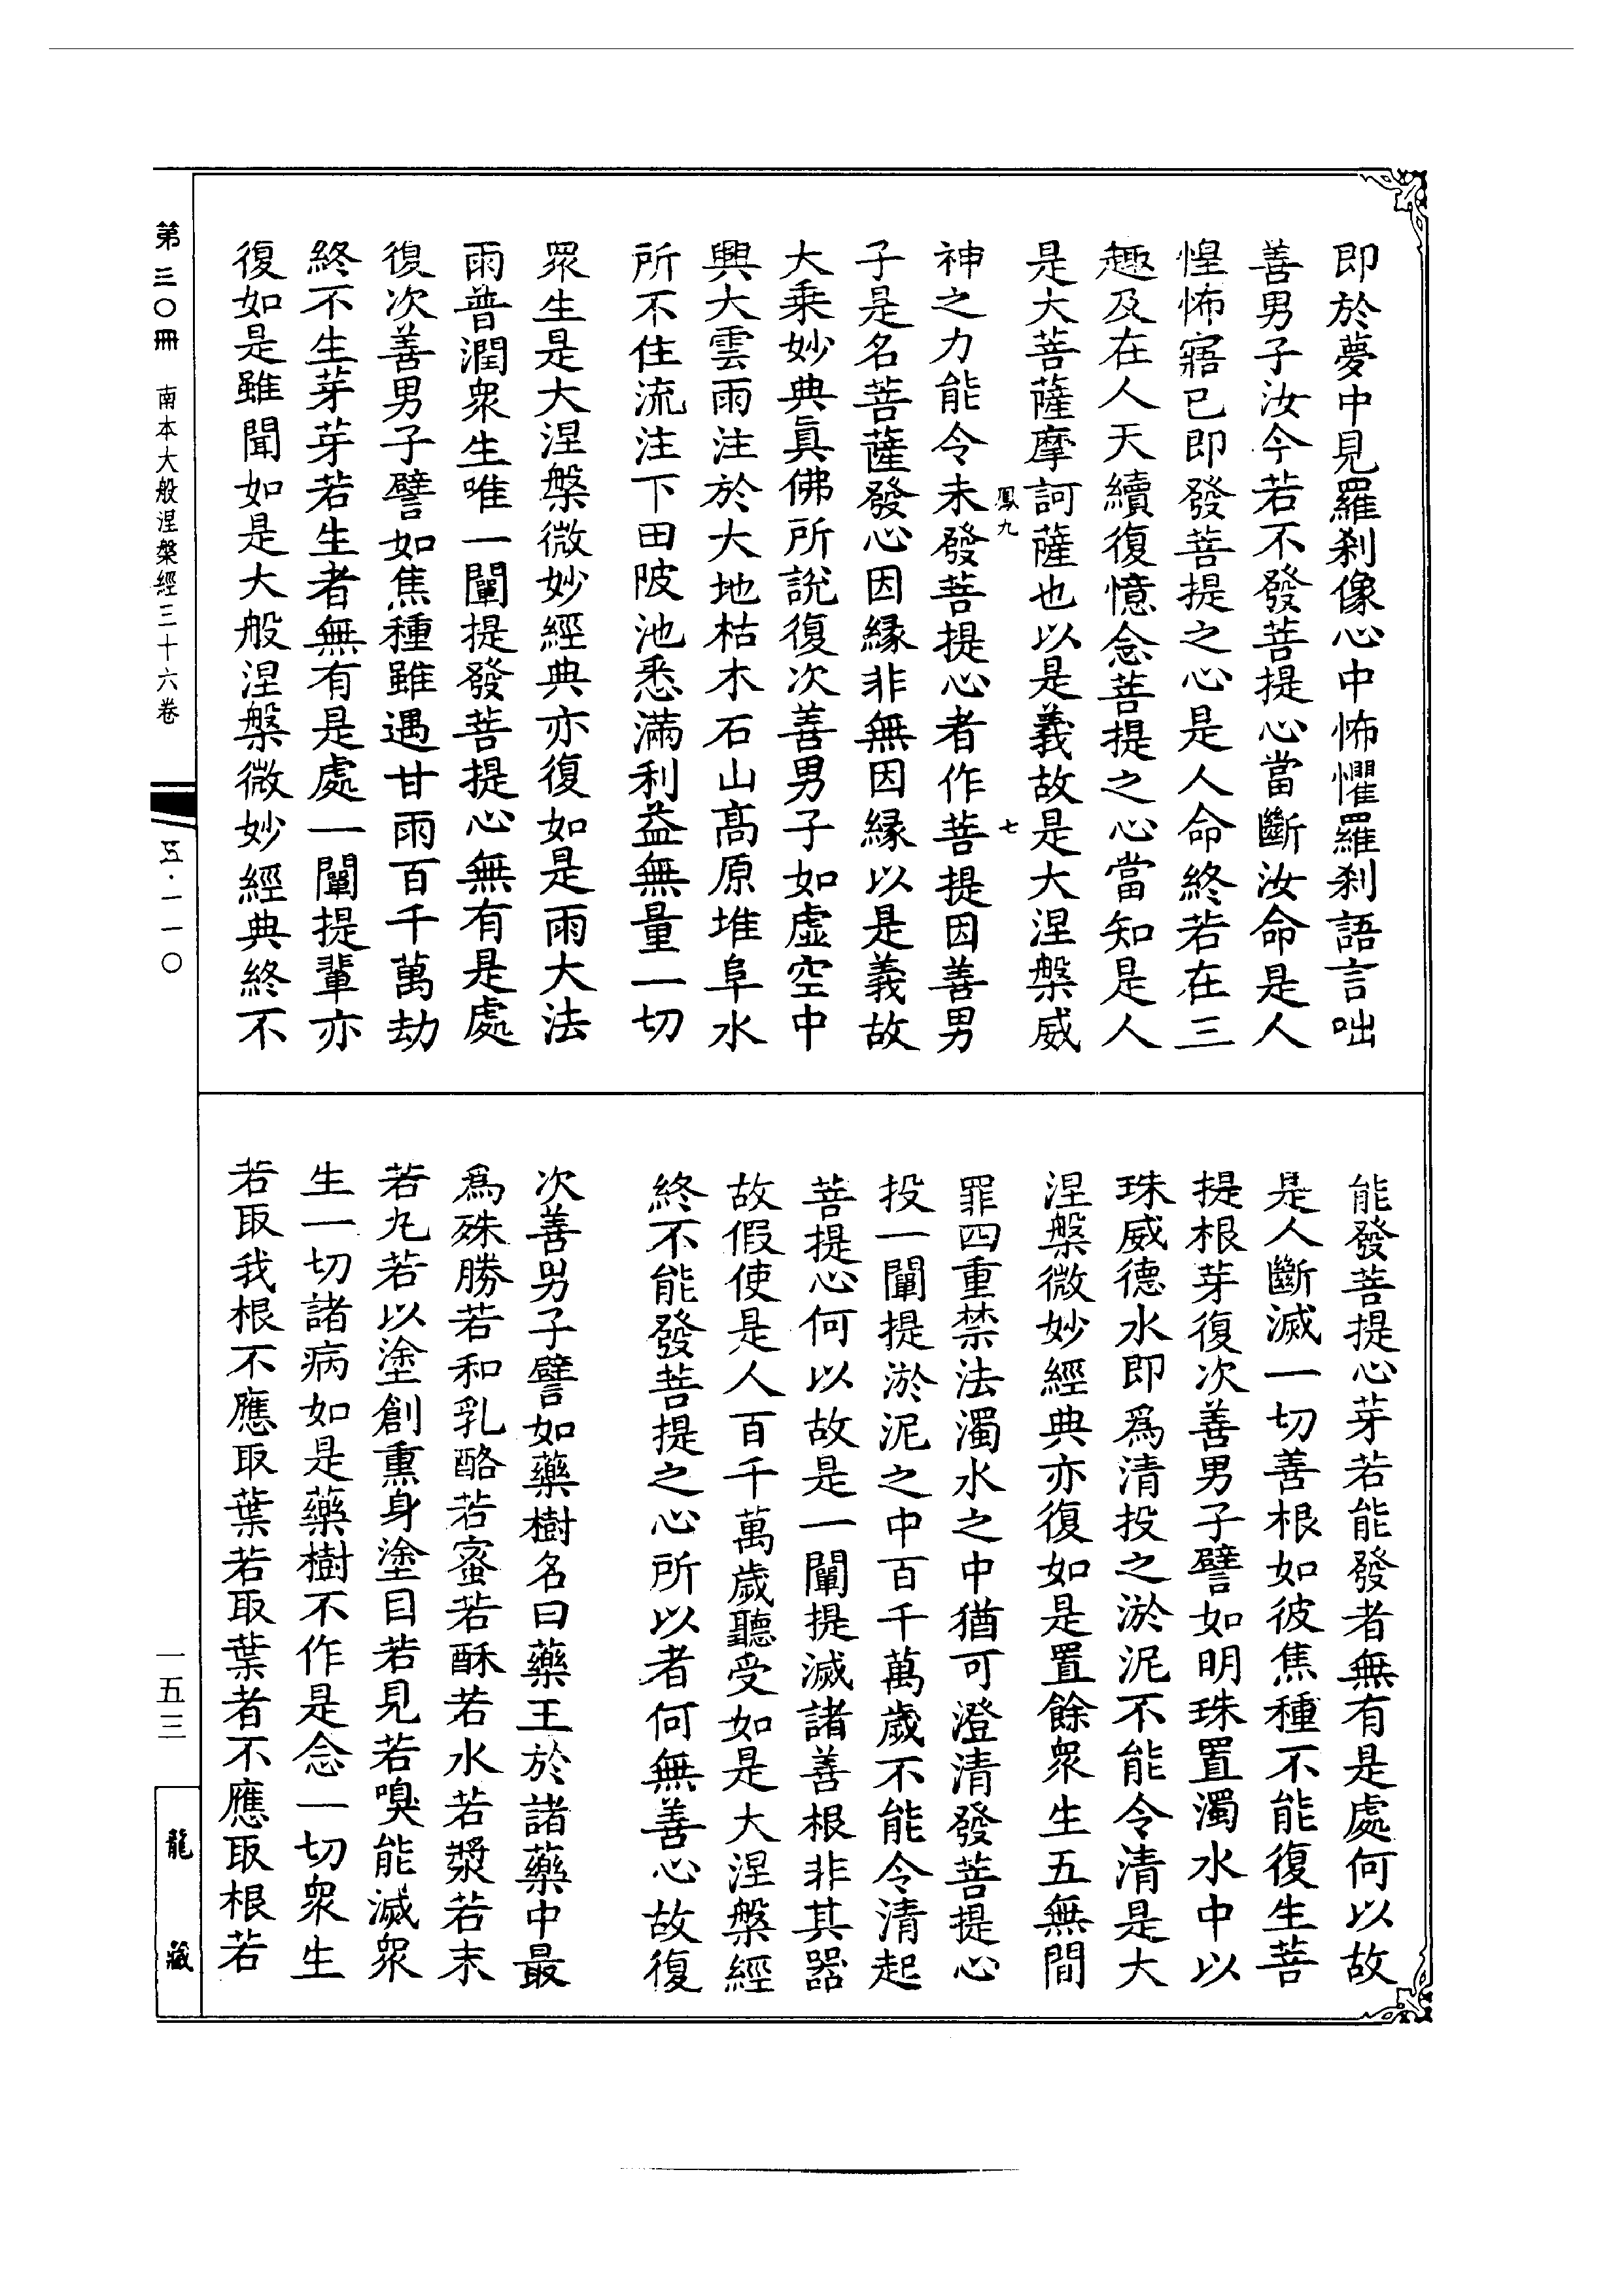 即於夢中見羅刹像心中怖懼羅刹語言咄
善男子汝今若不發菩提心當斷汝命是人
惶怖寤已即發菩提之心是人命終若在三
趣及在人天續復憶念菩提之心當知是人
是大菩薩摩訶薩也以是義故是大涅槃威
鳳九
七
神之力能令未發菩提心者作菩提因善男
子是名菩薩發心因緣非無因緣以是義故
大乘妙典眞佛所說復次善男子如虛空中
興大雲雨注於大地枯木石山高原堆阜水
所不住流注下田陂池悉滿利益無量一切
眾生是大涅槃微妙經典亦復如是雨大法
雨普潤眾生唯一闡提發菩提心無有是處
復次善男子譬如焦種雖遇甘雨百千萬劫
終不生芽芽若生者無有是處一闡提輩亦
復如是雖聞如是大般涅槃微妙經典終不
能發菩提心芽若能發者無有是處何以故
是人斷滅一切善根如彼焦種不能復生菩
提根芽復次善男子譬如明珠置濁水中以
珠威德水即爲清投之淤泥不能令清是大
涅槃微妙經典亦復如是置餘眾生五無間
罪四重禁法濁水之中猶可澄清發菩提心
投一闡提淤泥之中百千萬歲不能令清起
菩提心何以故是一闡提滅諸善根非其器
故假使是人百千萬歲聽受如是大涅槃經
終不能發菩提之心所以者何無善心故復
次善男子譬如藥樹名曰藥王於諸藥中最
爲殊勝若和乳酪若蜜若酥若水若漿若末
若丸若以塗創熏身塗目若見若嗅能滅眾
生一切諸病如是藥樹不作是念一切眾生
若取我根不應取葉若取葉者不應取根若
第三〇冊 南本大般涅槃經三十六卷
五·一一〇
一五三
龍藏